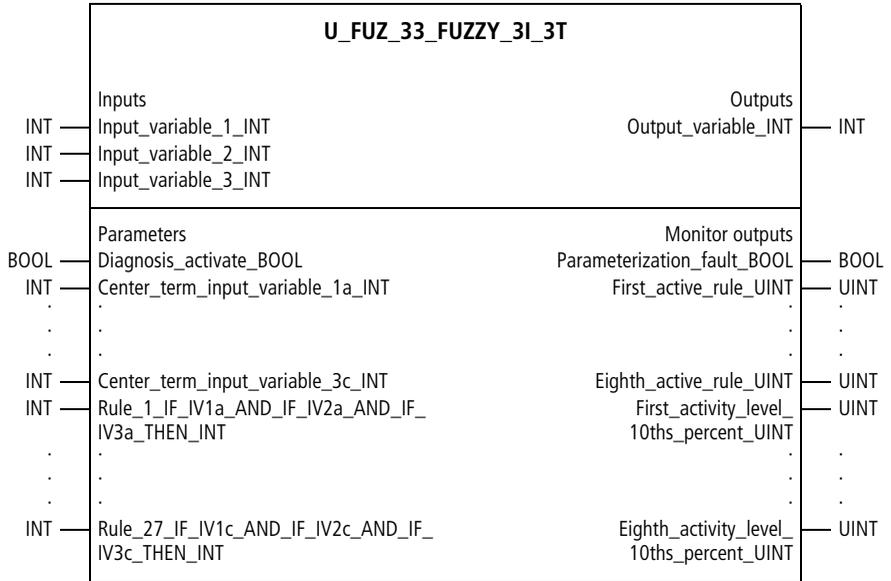 U_FUZ_33_FUZZY_3I_3T
Inputs Outputs
INT Input_variable_1_INT Output_variable_INT INT
INT Input_variable_2_INT
INT Input_variable_3_INT
Parameters Monitor outputs
BOOL Diagnosis_activate_BOOL Parameterization_fault_BOOL BOOL
INT Center_term_input_variable_1a_INT First_active_rule_UINT UINT
. . . .
. . . .
. . . .
INT Center_term_input_variable_3c_INT Eighth_active_rule_UINT UINT
INT Rule_1_IF_IV1a_AND_IF_IV2a_AND_IF_ First_activity_level_ UINT
IV3a_THEN_INT 10ths_percent_UINT
. . . .
. . . .
. . . .
INT Rule_27_IF_IV1c_AND_IF_IV2c_AND_IF_ Eighth_activity_level_ UINT
IV3c_THEN_INT 10ths_percent_UINT